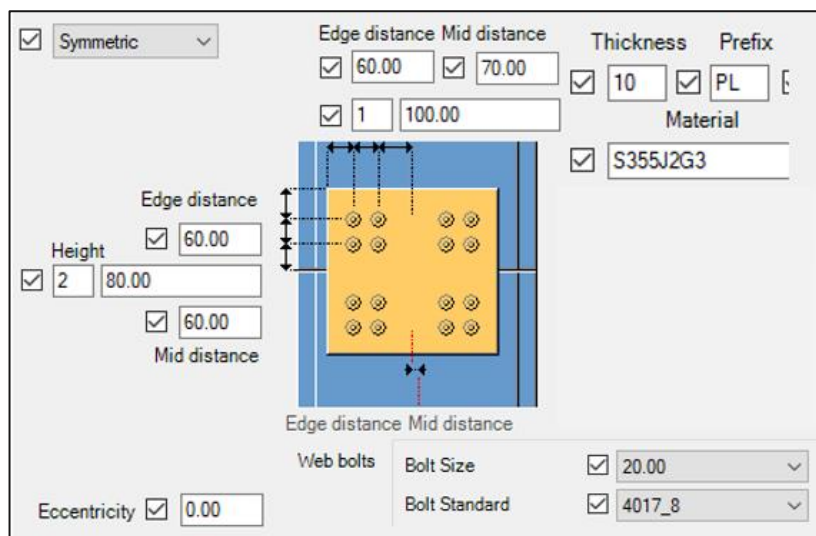 Symmetric
Edge distance Mid distance
60.00 70.00
1 100.00
Thickness Prefix
10 PL
Material
S355J2G3
Edge distance
60.00
Height
2 80.00
60.00
Mid distance
Edge distance Mid distance
Web bolts
Bolt Size 20.00
Bolt Standard 4017_8
Eccentricity 0.00